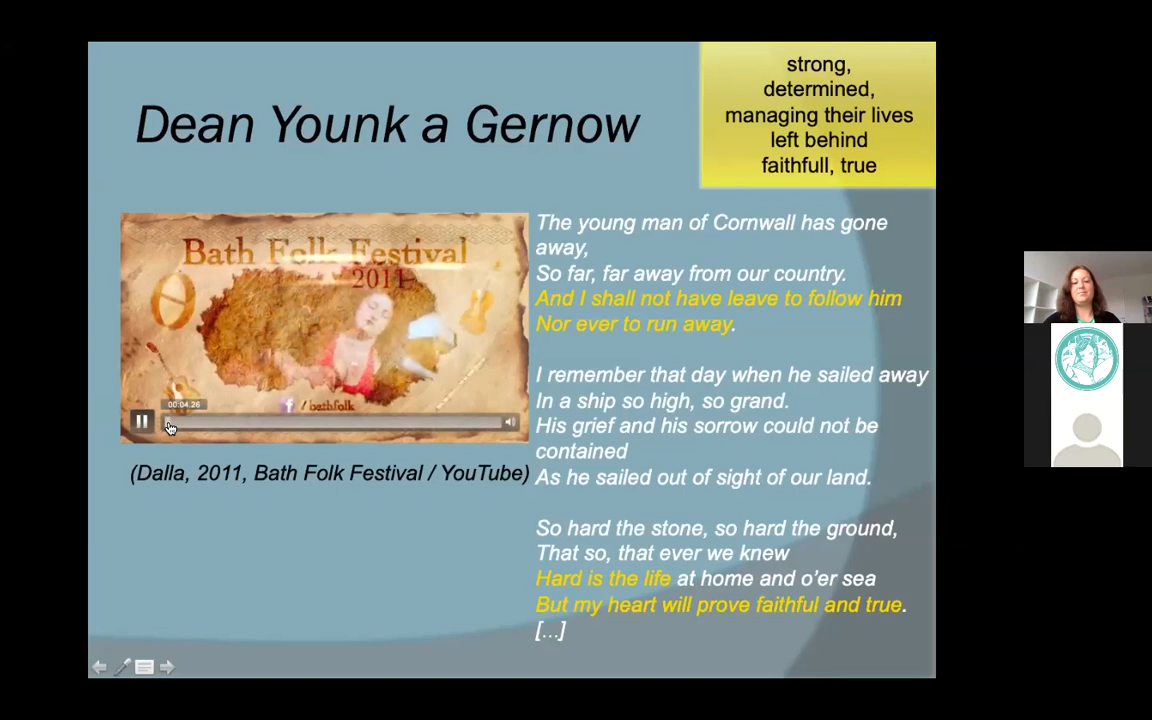 Dean Younk a Gernow
strong,
determined,
managing their lives
left behind
faithfull, true
Bath Folk Festival
2011
f /bathfolk
00:04.26
(Dalla, 2011, Bath Folk Festival / YouTube)
The young man of Cornwall has gone
away,
So far, far away from our country.
And I shall not have leave to follow him
Nor ever to run away.
I remember that day when he sailed away
In a ship so high, so grand.
His grief and his sorrow could not be
contained
As he sailed out of sight of our land.
So hard the stone, so hard the ground,
That so, that ever we knew
Hard is the life at home and o’er sea
But my heart will prove faithful and true.
[...]